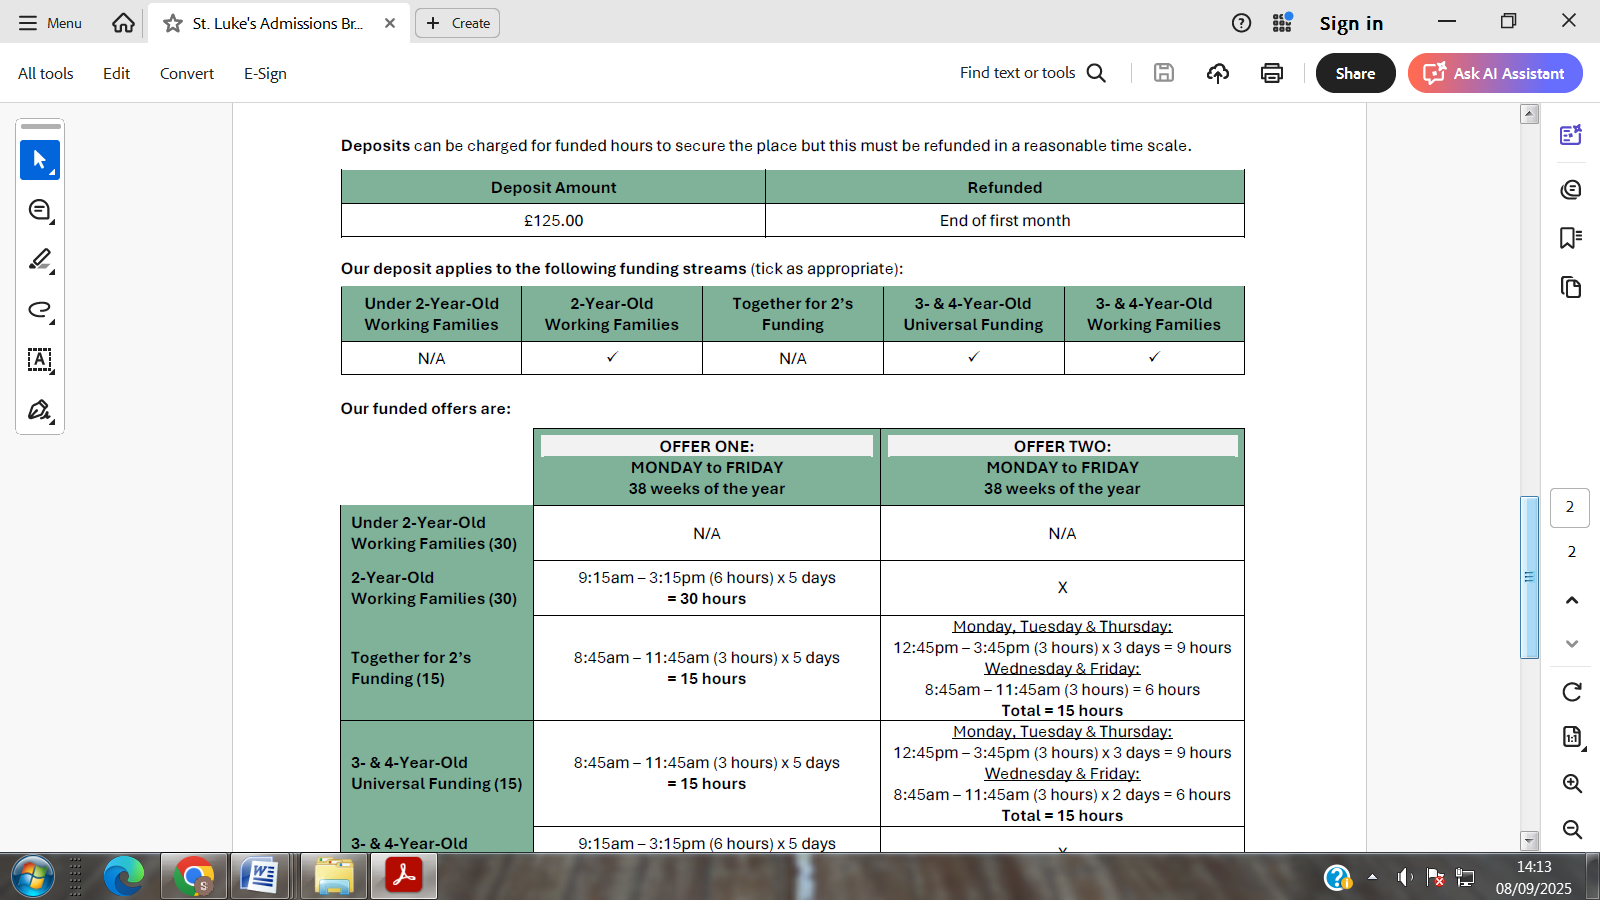 Menu
St. Luke's Admissions Br...
Create
Sign in
All tools
Edit
Convert
E-Sign
Find text or tools
Share
Ask AI Assistant
Deposits can be charged for funded hours to secure the place but this must be refunded in a reasonable time scale.
Deposit Amount
Refunded
£125.00
End of first month
Our deposit applies to the following funding streams (tick as appropriate):
Under 2-Year-Old
Working Families
2-Year-Old
Working Families
Together for 2's
Funding
3- & 4-Year-Old
Universal Funding
3- & 4-Year-Old
Working Families
N/A
✓
N/A
✓
✓
Our funded offers are:
OFFER ONE:
MONDAY to FRIDAY
38 weeks of the year
OFFER TWO:
MONDAY to FRIDAY
38 weeks of the year
Under 2-Year-Old
Working Families (30)
N/A
N/A
2-Year-Old
Working Families (30)
9:15am – 3:15pm (6 hours) x 5 days
= 30 hours
X
Together for 2's
Funding (15)
8:45am – 11:45am (3 hours) x 5 days
= 15 hours
Monday, Tuesday & Thursday:
12:45pm – 3:45pm (3 hours) x 3 days = 9 hours
Wednesday & Friday:
8:45am – 11:45am (3 hours) = 6 hours
Total = 15 hours
3- & 4-Year-Old
Universal Funding (15)
8:45am – 11:45am (3 hours) x 5 days
= 15 hours
Monday, Tuesday & Thursday:
12:45pm – 3:45pm (3 hours) x 3 days = 9 hours
Wednesday & Friday:
8:45am – 11:45am (3 hours) x 2 days = 6 hours
Total = 15 hours
3- & 4-Year-Old
9:15am – 3:15pm (6 hours) x 5 days
X
2
2
1:1
14:13
08/09/2025